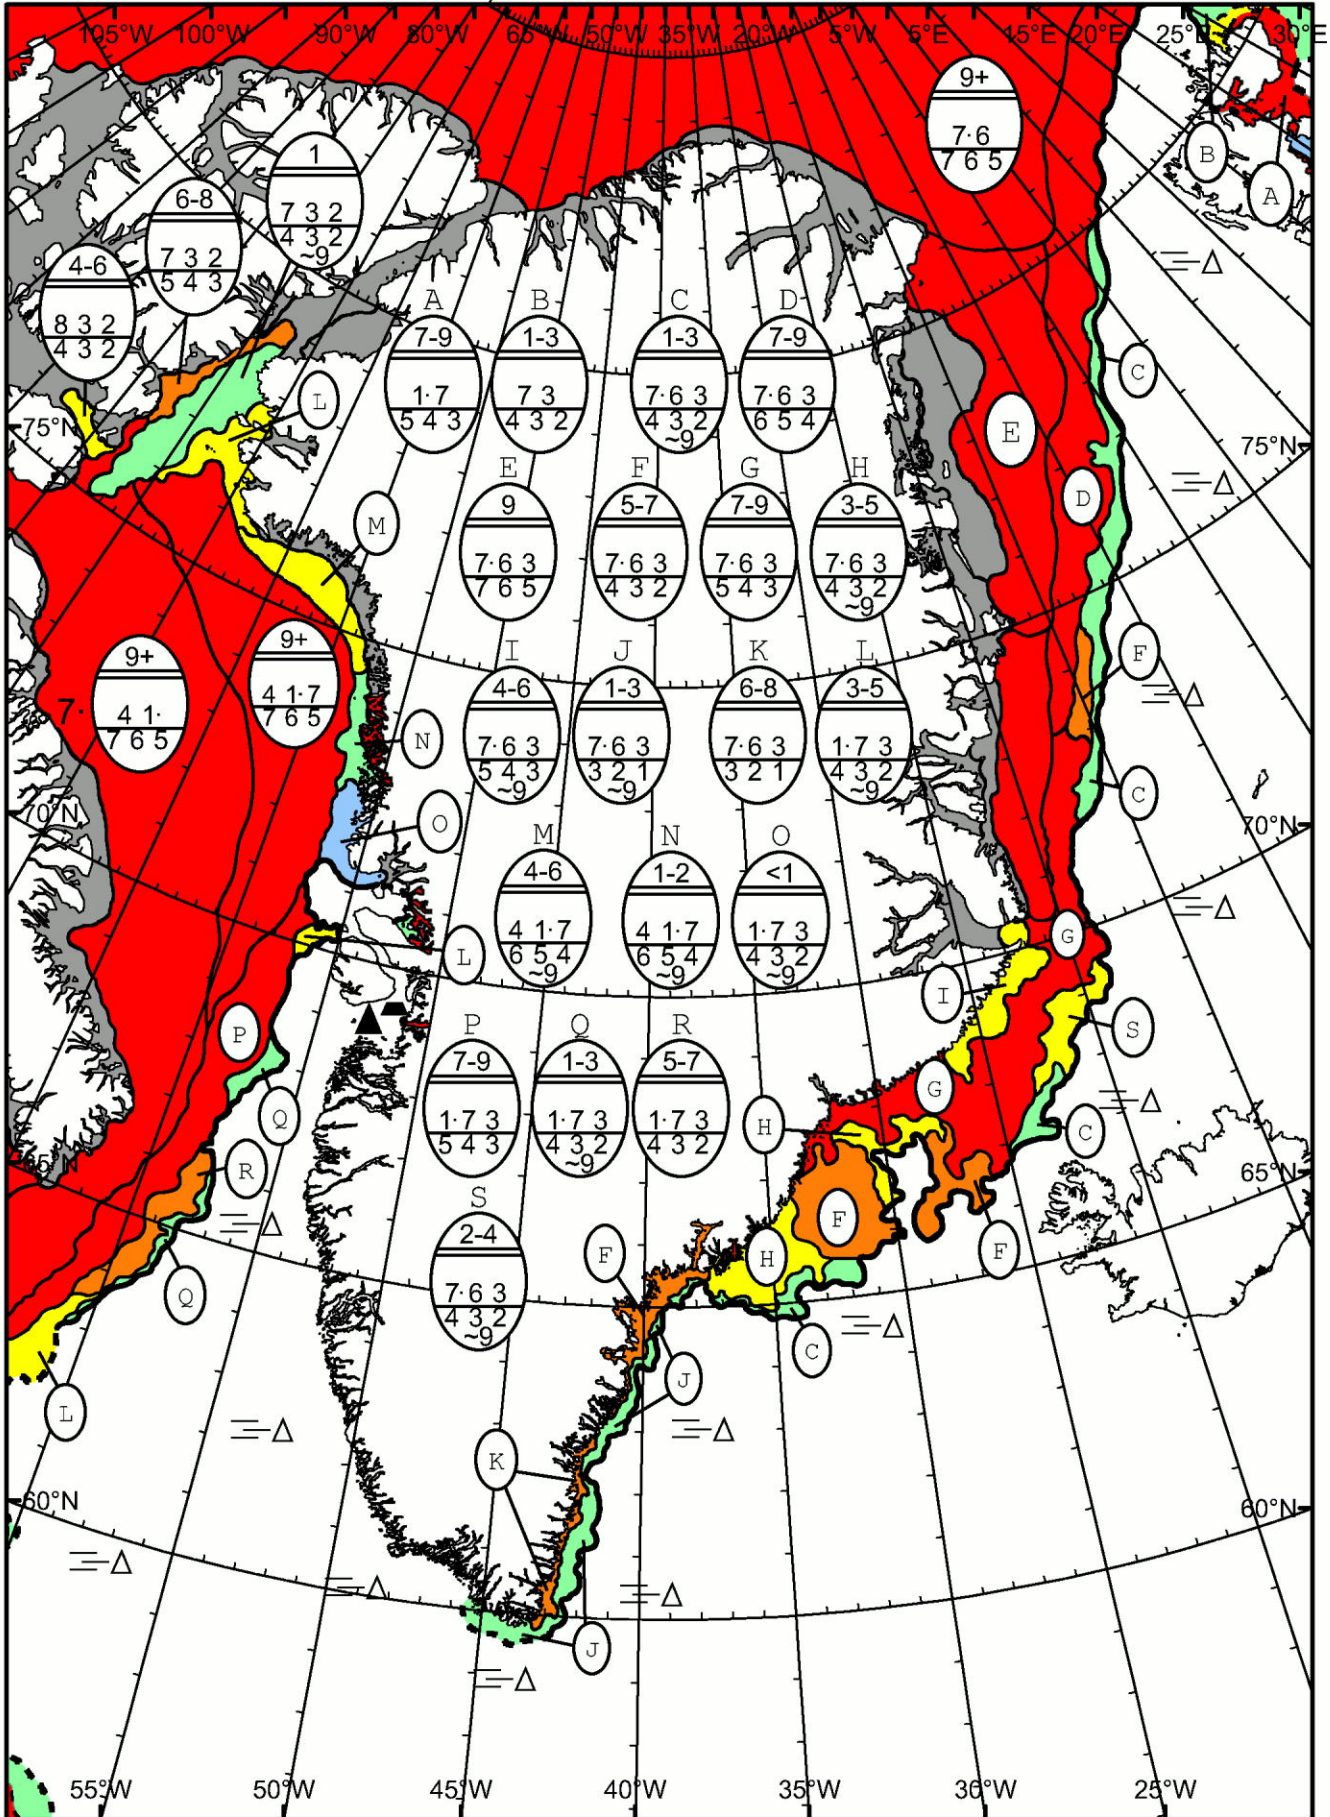 105°W 100°W 90°W 80°W 65°W 50°W 35°W 20°W 5°W 5°E 15°E 20°E 25°E 30°E
9+
7·6
7 6 5
B
A
1
7 3 2
4 3 2
~9
6-8
7 3 2
5 4 3
4-6
8 3 2
4 3 2
A B C D
7-9 1-3 1-3 7-9
1·7 7 3 7·6 3 7·6 3
5 4 3 4 3 2 4 3 2 6 5 4
~9
C
L
E
75°N 75°N
D
M
E F G H
9 5-7 7-9 3-5
7·6 3 7·6 3 7·6 3 7·6 3
7 6 5 4 3 2 5 4 3 4 3 2
~9
F
9+ 9+
7· 4 1· 4 1·7
7 6 5 7 6 5
I J K L
4-6 1-3 6-8 3-5
7·6 3 7·6 3 7·6 3 1·7 3
5 4 3 3 2 1 3 2 1 4 3 2
~9 ~9 ~9
N
C
70°N 70°N
O
M N O
4-6 1-2 <1
4 1·7 4 1·7 1·7 3
6 5 4 6 5 4 4 3 2
~9 ~9 ~9
G
L
I
S
P
P Q R
7-9 1-3 5-7
1·7 3 1·7 3 1·7 3
5 4 3 4 3 2 4 3 2
~9
G
Q
H
C
R
65°N
S
2-4
7·6 3
4 3 2
~9
F
F
H
F
Q
C
J
L
K
60°N 60°N
J
55°W 50°W 45°W 40°W 35°W 30°W 25°W